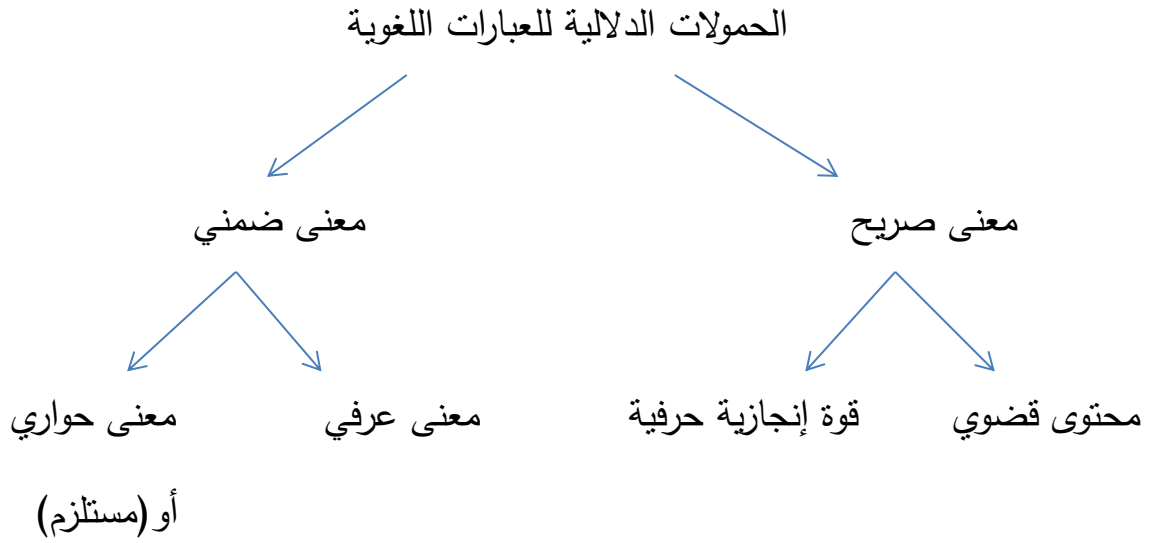 الحمولات الدلالية للعبارات اللغوية
معنى صريح
معنى ضمني
محتوى قضوي
قوة إنجازية حرفية
معنى عرفي
معنى حواري
أو (مستلزم)